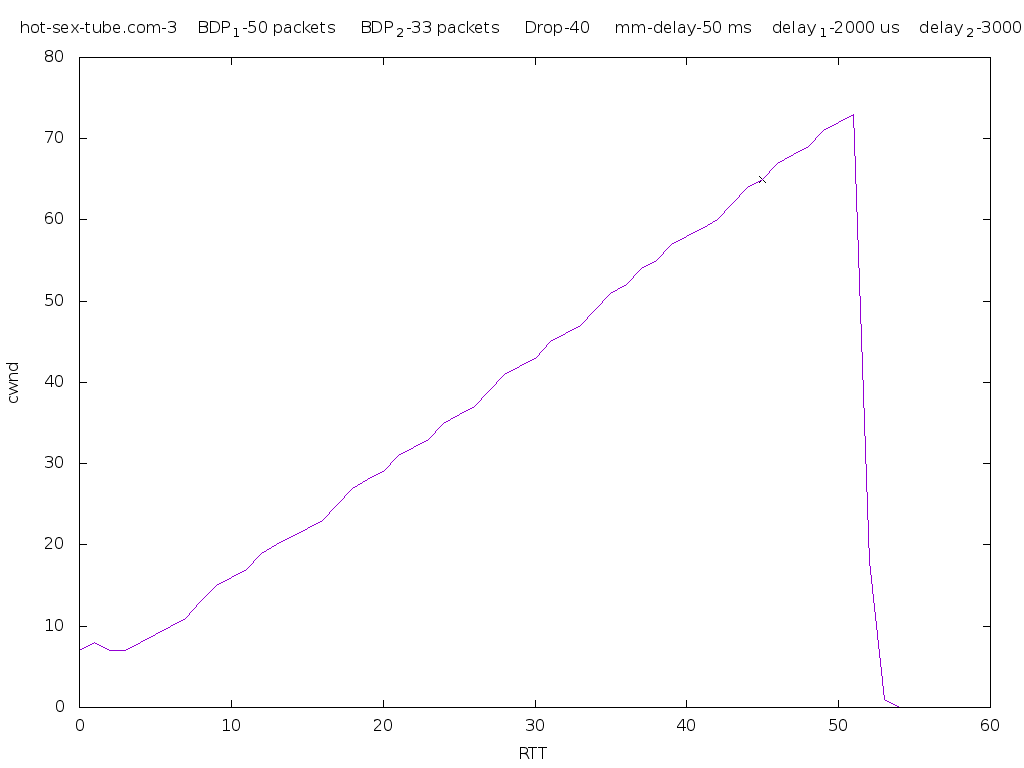 hot-sex-tube.com-3 BDP1-50 packets BDP2-33 packets Drop-40 mm-delay-50 ms delay1-2000 us delay2-3000
80
70
60
50
40
30
20
10
0
cwnd
0 10 20 30 40 50 60
RTT